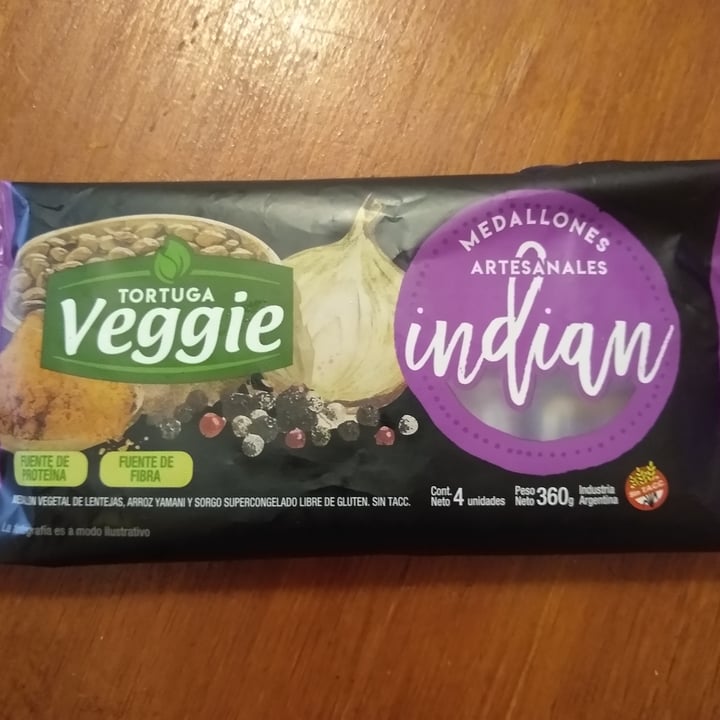 TORTUGA
Veggie
MEDALLONES
ARTESANALES
indian
FUENTE DE
PROTEÍNA
FUENTE DE
FIBRA
VEGETAL DE LENTEJAS, ARROZ YAMANI Y SORGO SUPERCONGELADO LIBRE DE GLUTEN. SIN TACC.
Cont.
Neto 4 unidades
Peso
Neto 360g
Industria
Argentina
SIN T.A.C.C.
La fotografía es a modo ilustrativo